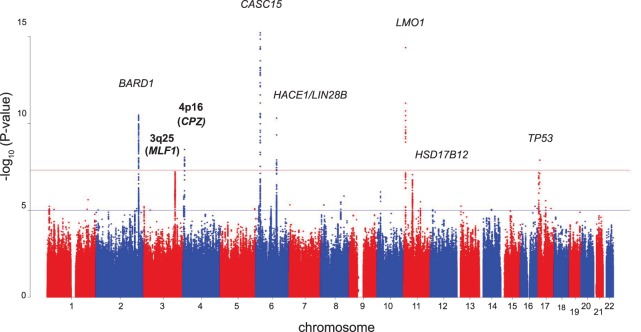 CASC15
15
LMO1
BARD1
4p16
(CPZ)
HACE1/LIN28B
10
3q25
(MLF1)
HSD17B12
TP53
-log10 (P-value)
5
0
1 2 3 4 5 6 7 8 9 10 11 12 13 14 15 16 17 18 19 20 21 22
chromosome